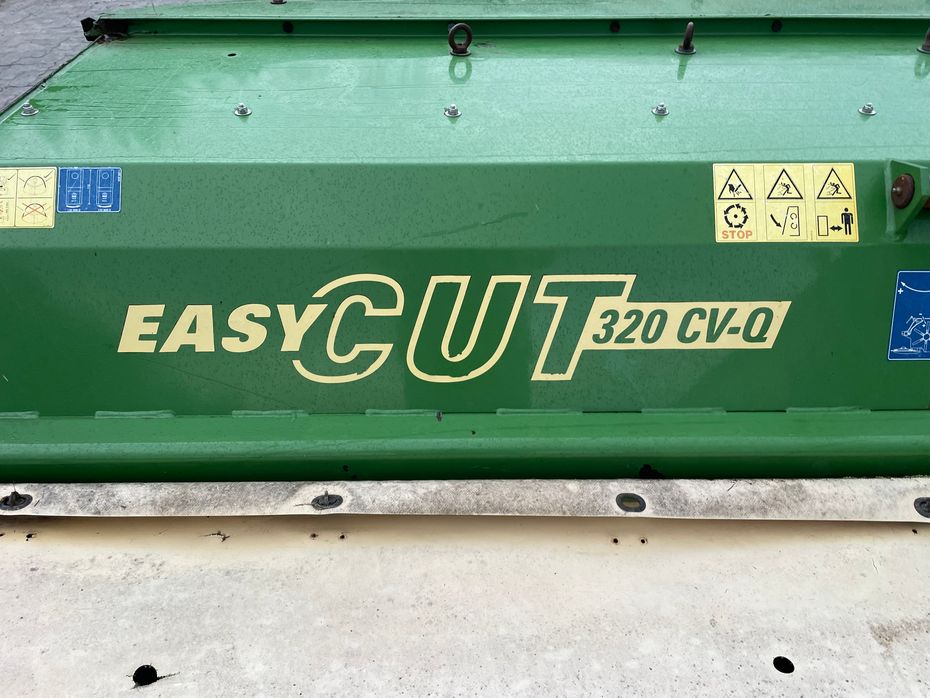 STOP
EASYCUT 320 CV-Q